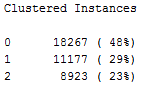 Clustered Instances
0 18267 ( 48%)
1 11177 ( 29%)
2 8923 ( 23%)